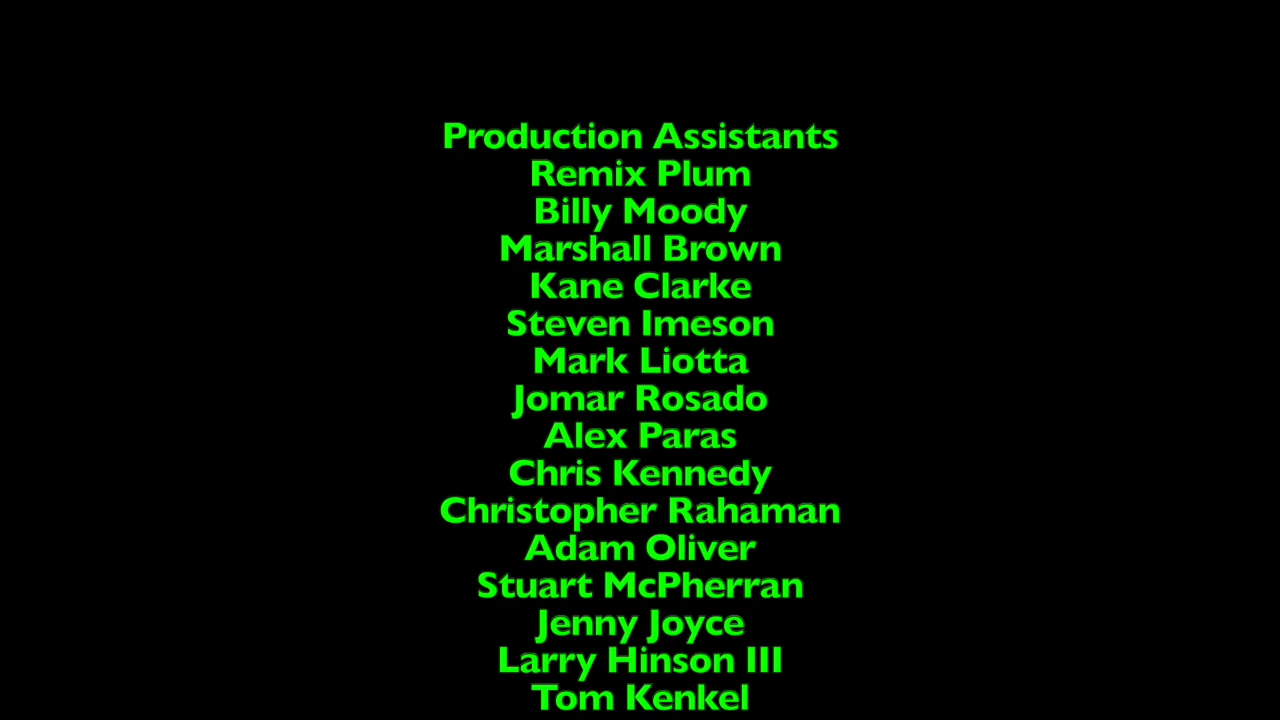 Production Assistants
Remix Plum
Billy Moody
Marshall Brown
Kane Clarke
Steven Imeson
Mark Liotta
Jomar Rosado
Alex Paras
Chris Kennedy
Christopher Rahaman
Adam Oliver
Stuart McPherran
Jenny Joyce
Larry Hinson III
Tom Kenkel